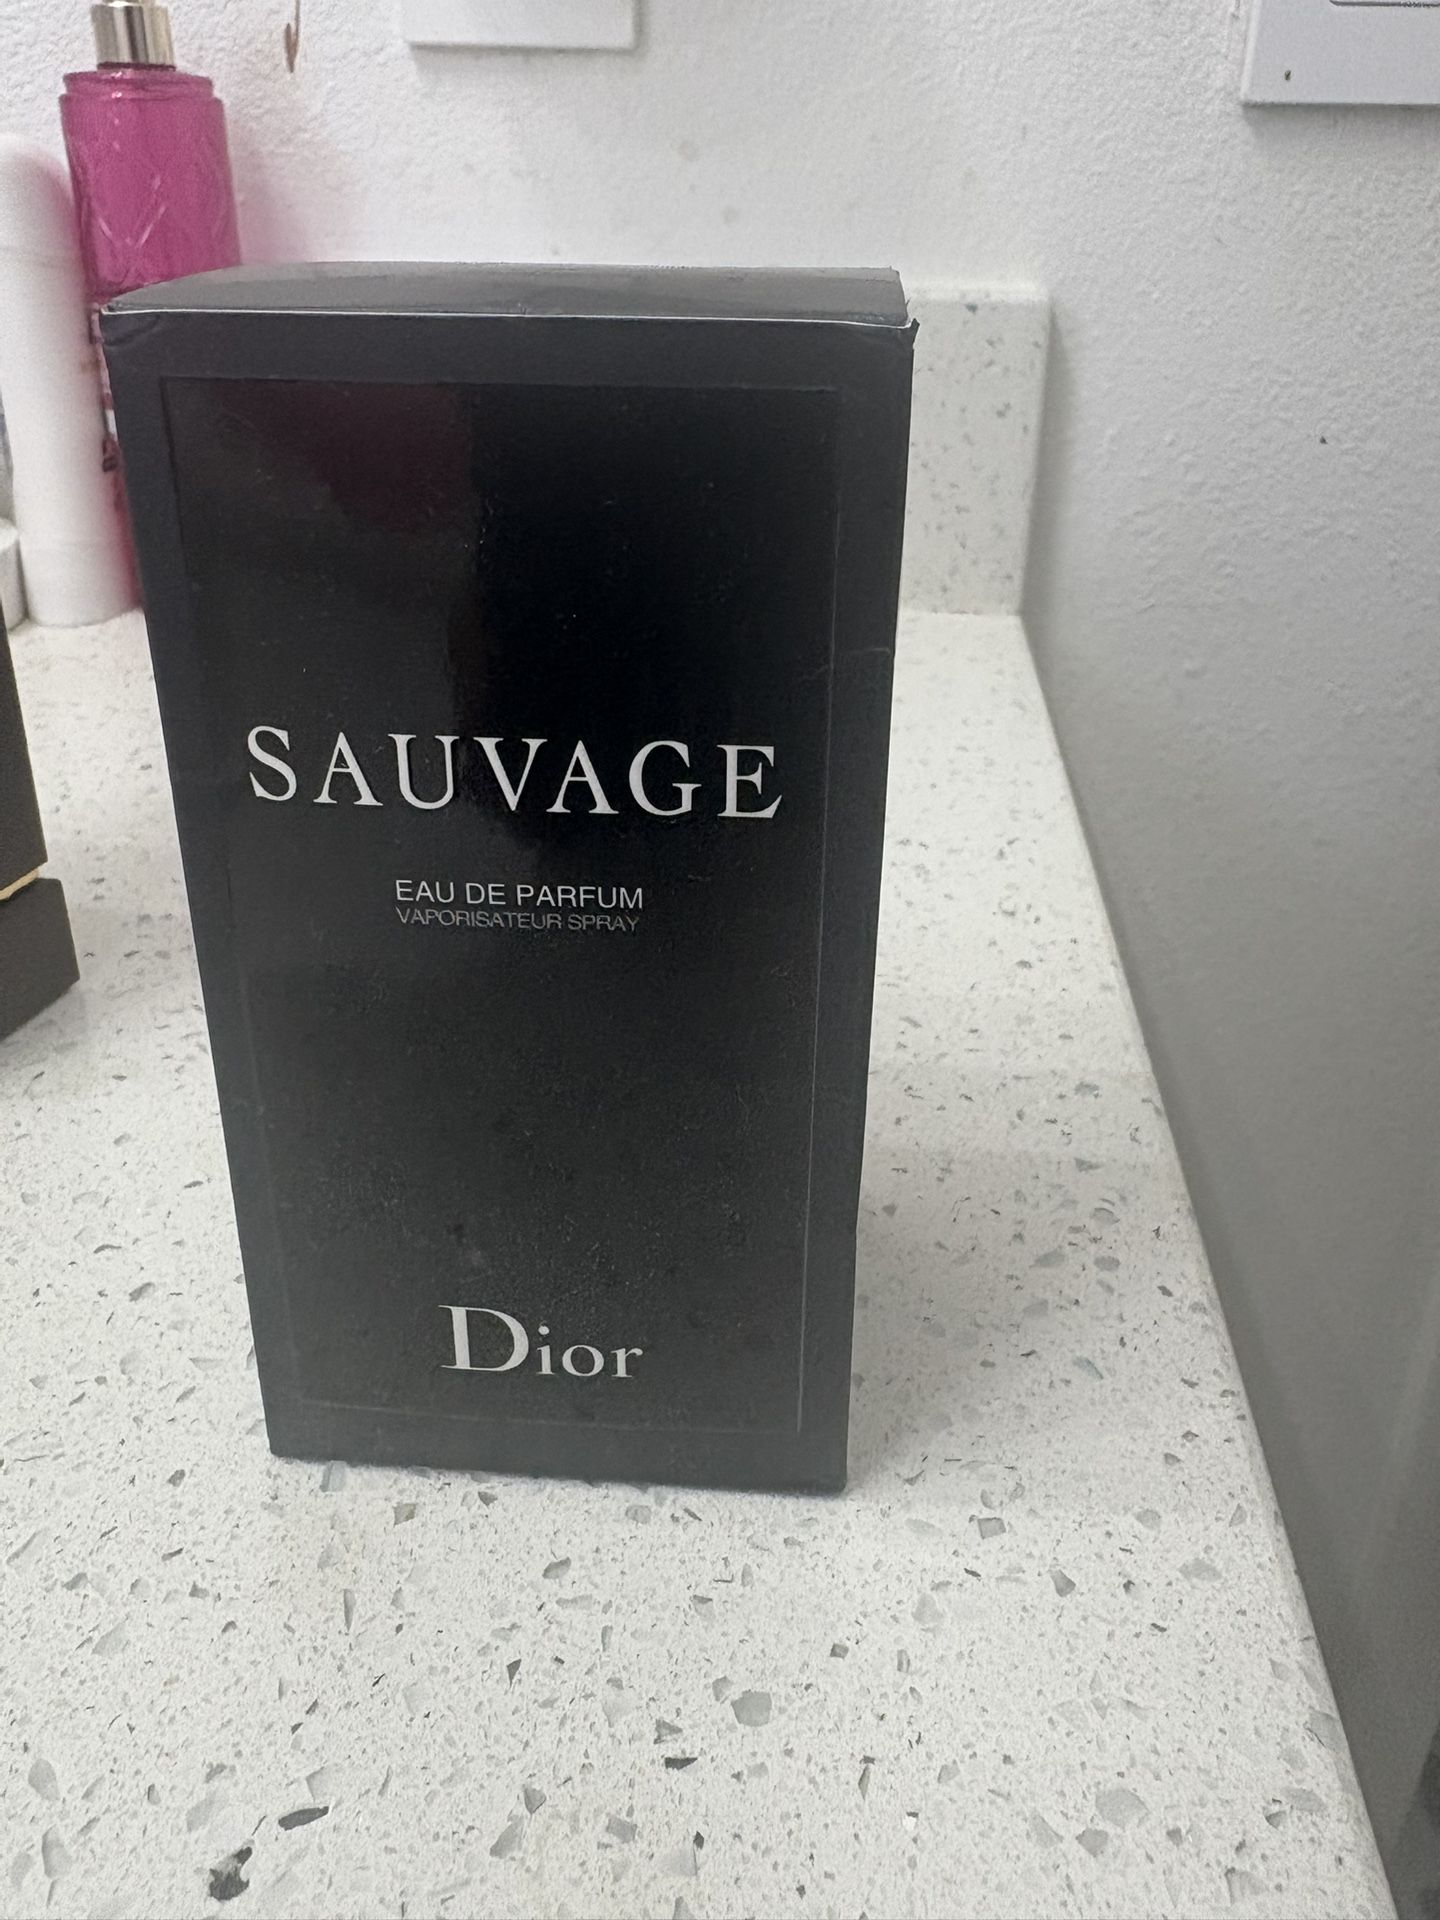 SAUVAGE
EAU DE PARFUM
VAPORISATEUR SPRAY
Dior